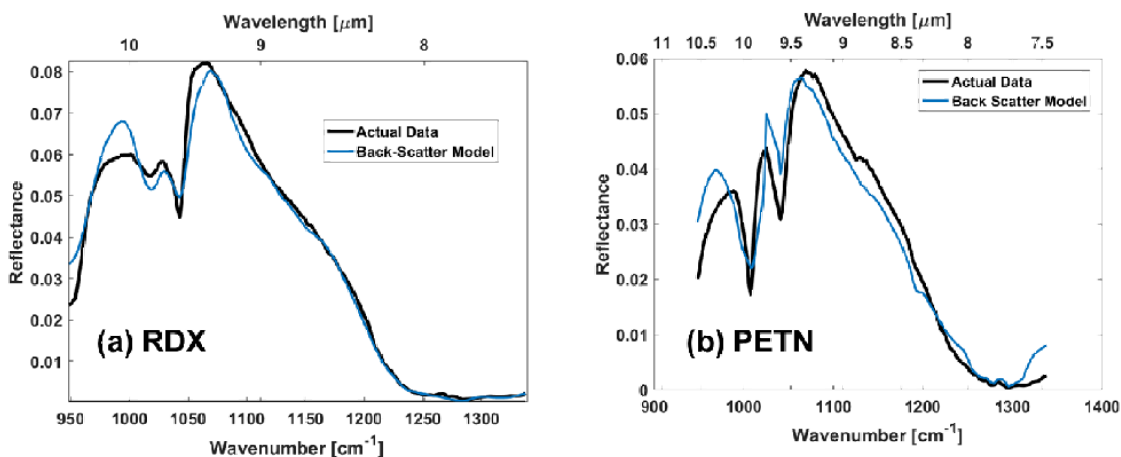 Wavelength [μm]
10 9 8
0.08
0.07
0.06
0.05
0.04
0.03
0.02
0.01
Reflectance
Actual Data
Back-Scatter Model
(a) RDX
950 1000 1050 1100 1150 1200 1250 1300
Wavenumber [cm-1]
Wavelength [μm]
11 10.5 10 9.5 9 8.5 8 7.5
0.06
0.05
0.04
0.03
0.02
0.01
0
Reflectance
Actual Data
Back Scatter Model
(b) PETN
900 1000 1100 1200 1300 1400
Wavenumber [cm-1]